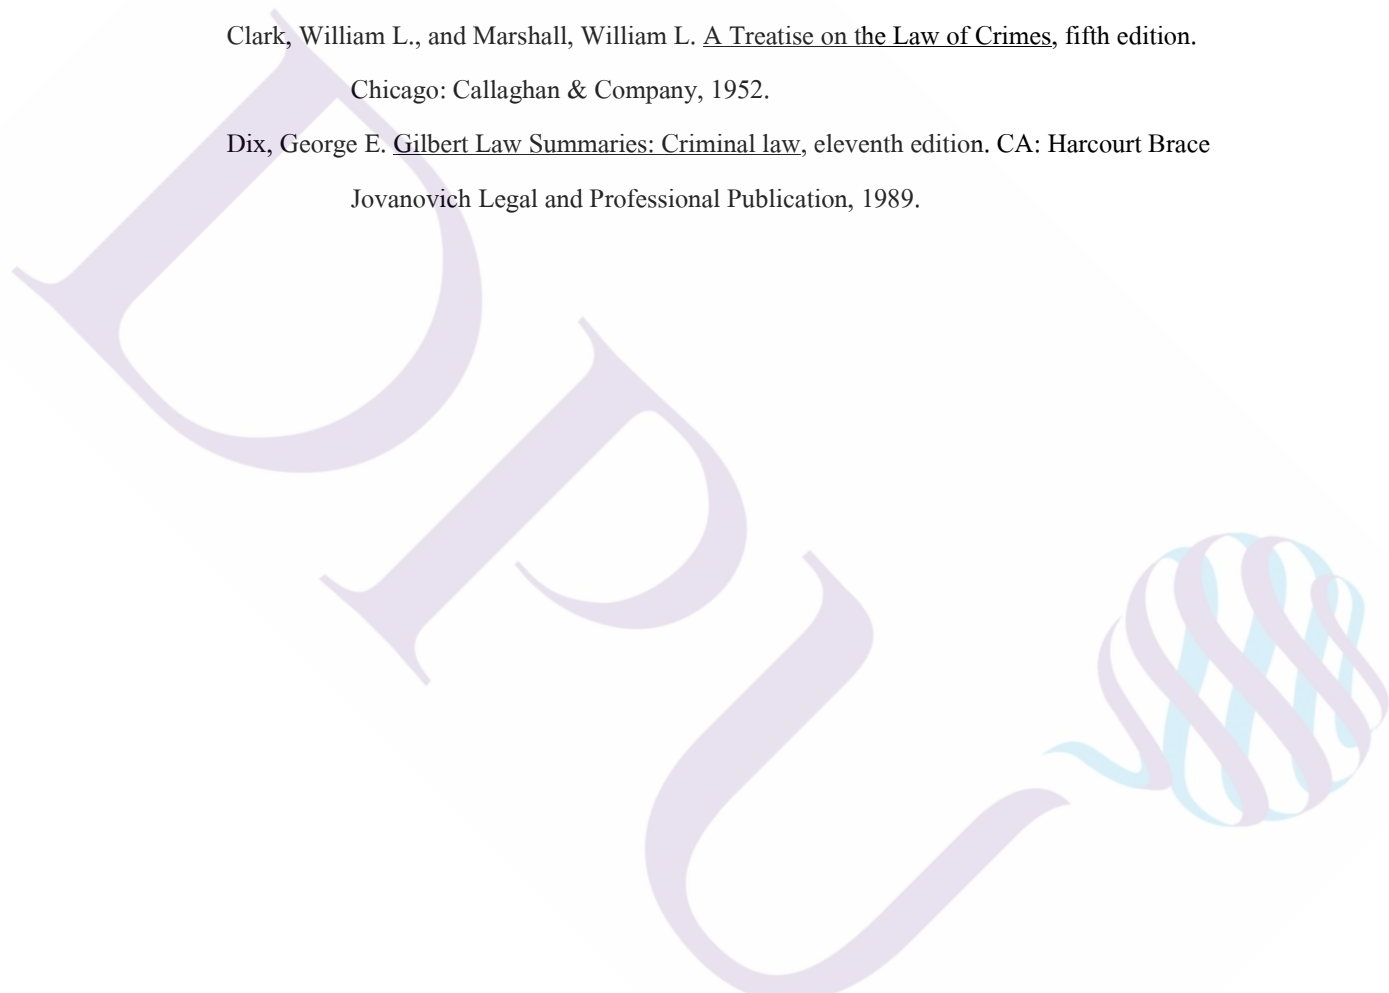 Clark, William L., and Marshall, William L. A Treatise on the Law of Crimes, fifth edition.
Chicago: Callaghan & Company, 1952.
Dix, George E. Gilbert Law Summaries: Criminal law, eleventh edition. CA: Harcourt Brace
Jovanovich Legal and Professional Publication, 1989.
DPU